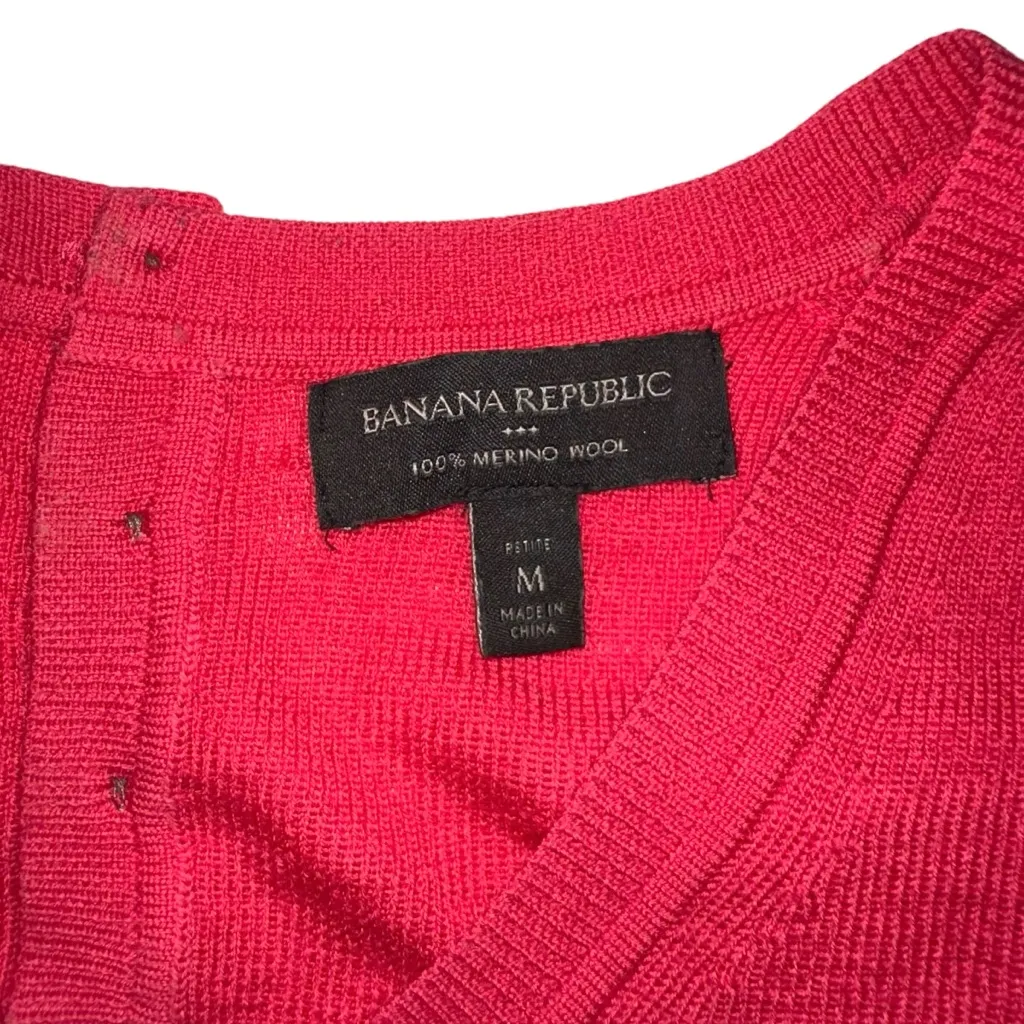 BANANA REPUBLIC
100% MERINO WOOL
PETITE
M
MADE IN
CHINA